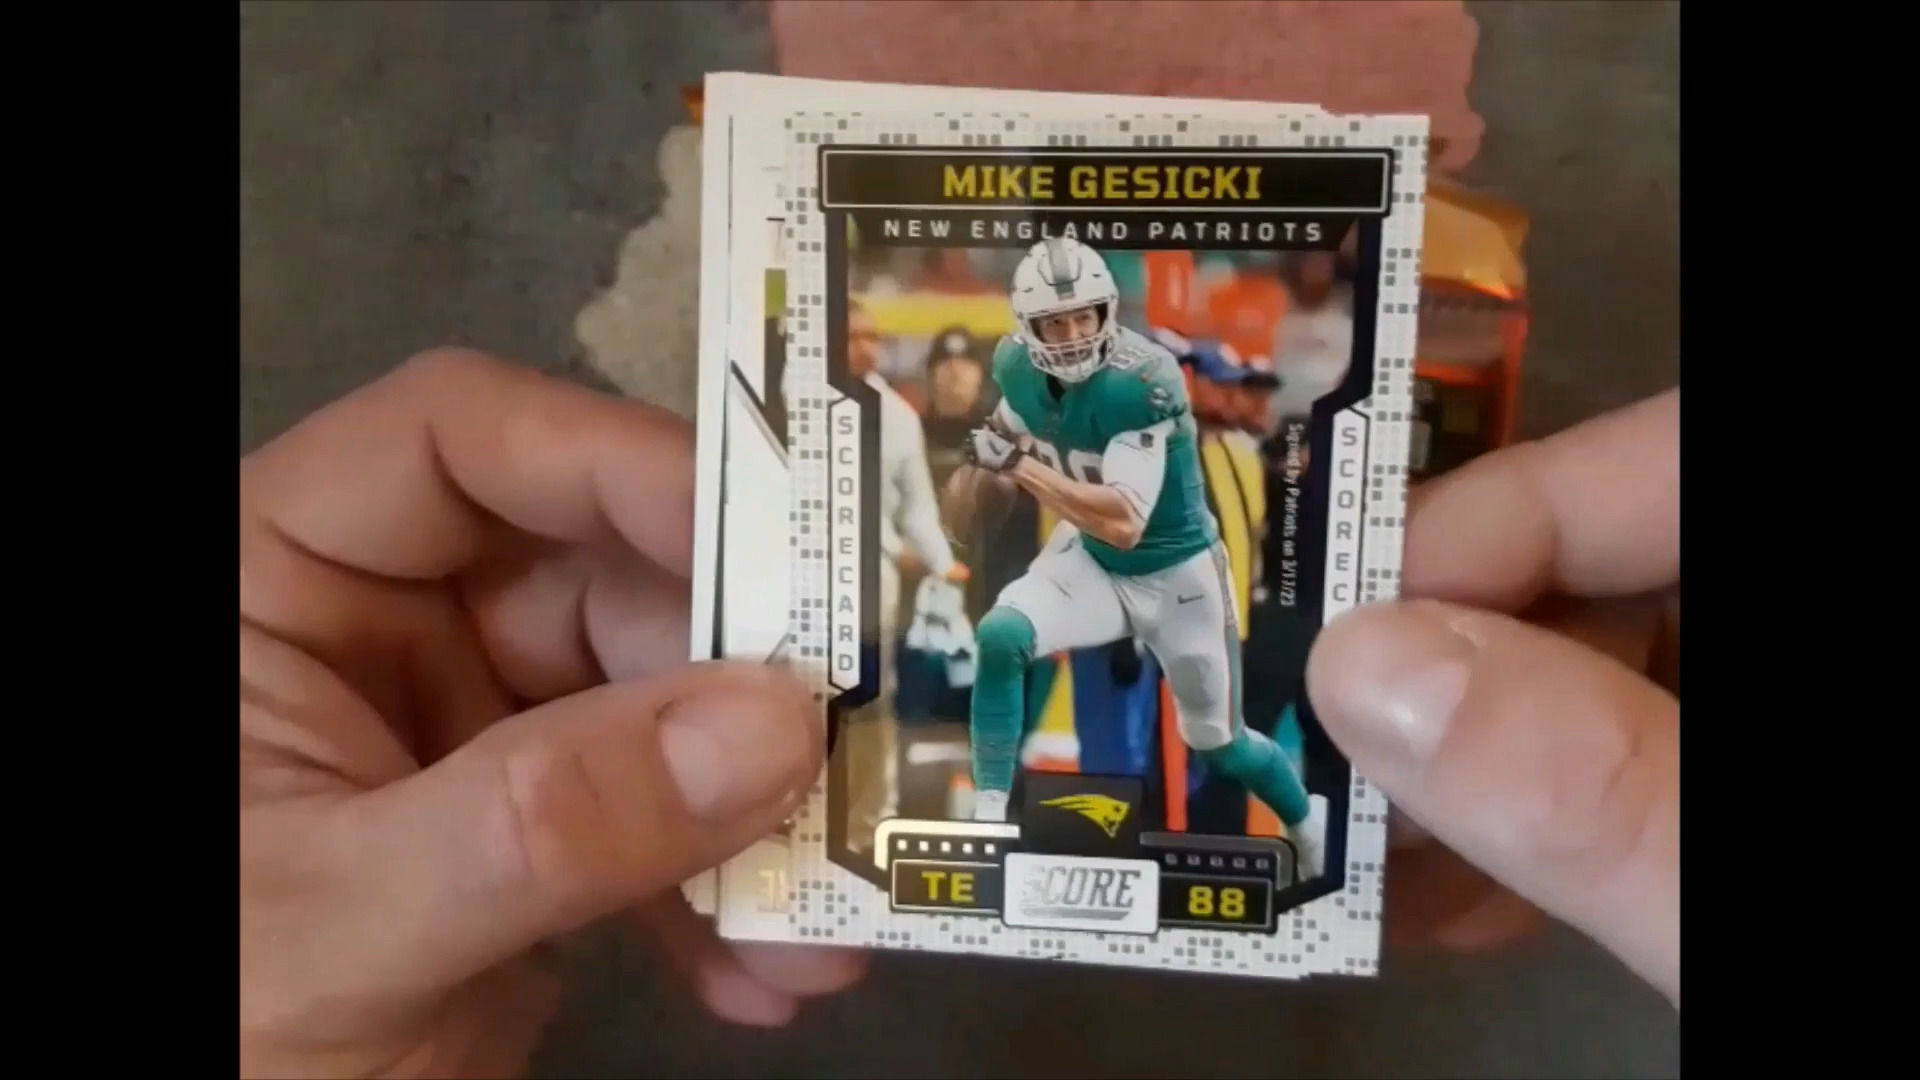 MIKE GESICKI
NEW ENGLAND PATRIOTS
SCORECARD
SCOREC
Signed by Patriots on 3/17/23
TE
SCORE
88